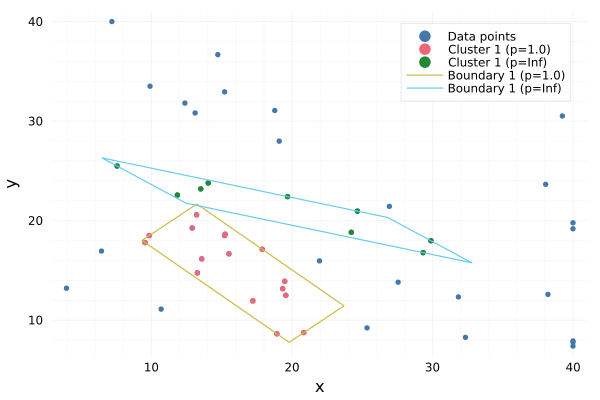 40
30
20
10
y
10
20
30
40
x
Data points
Cluster 1 (p=1.0)
Cluster 1 (p=Inf)
Boundary 1 (p=1.0)
Boundary 1 (p=Inf)